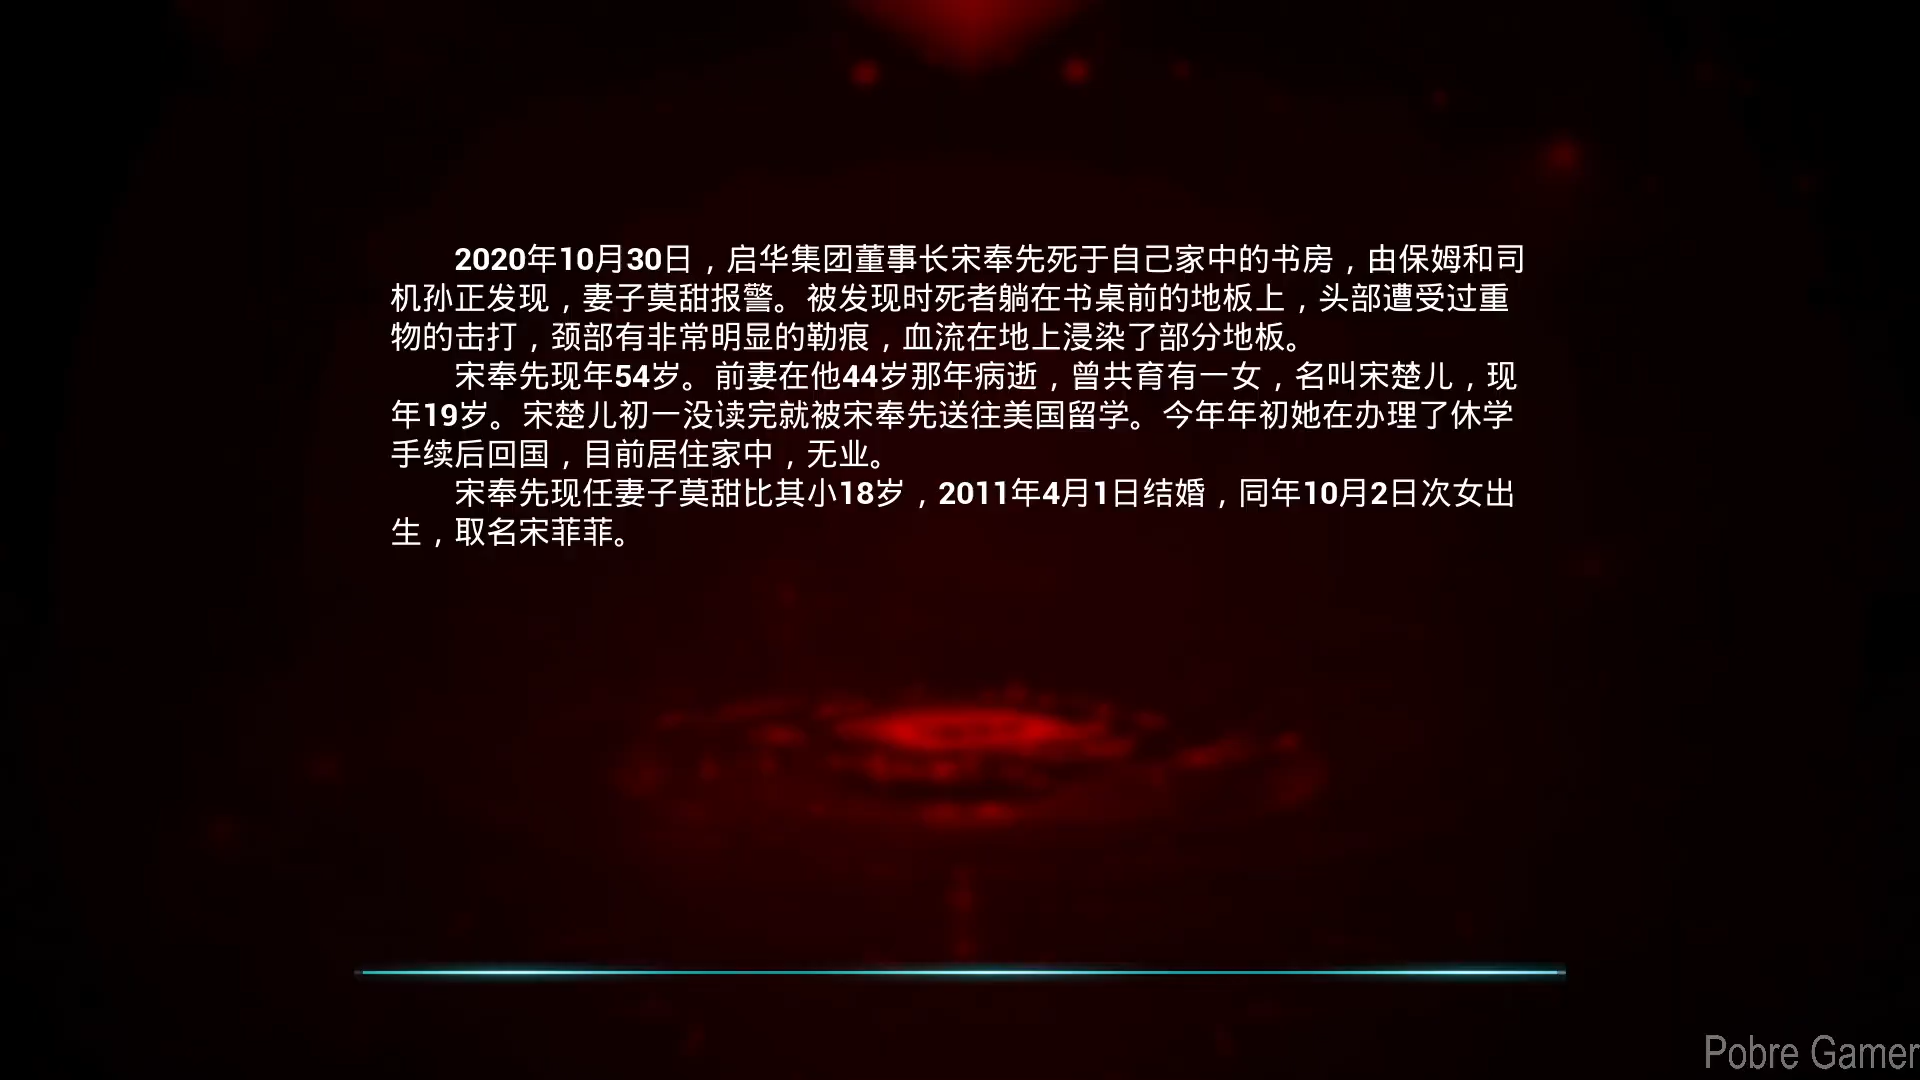 2020年10月30日，启华集团董事长宋奉先死于自己家中的书房，由保姆和司
机孙正发现，妻子莫甜报警。被发现时死者躺在书桌前的地板上，头部遭受过重
物的击打，颈部有非常明显的勒痕，血流在地上浸染了部分地板。
宋奉先现年54岁。前妻在他44岁那年病逝，曾共育有一女，名叫宋楚儿，现
年19岁。宋楚儿初一没读完就被宋奉先送往美国留学。今年年初她在办理了休学
手续后回国，目前居住家中，无业。
宋奉先现任妻子莫甜比其小18岁，2011年4月1日结婚，同年10月2日次女出
生，取名宋菲菲。
Pobre Gamer